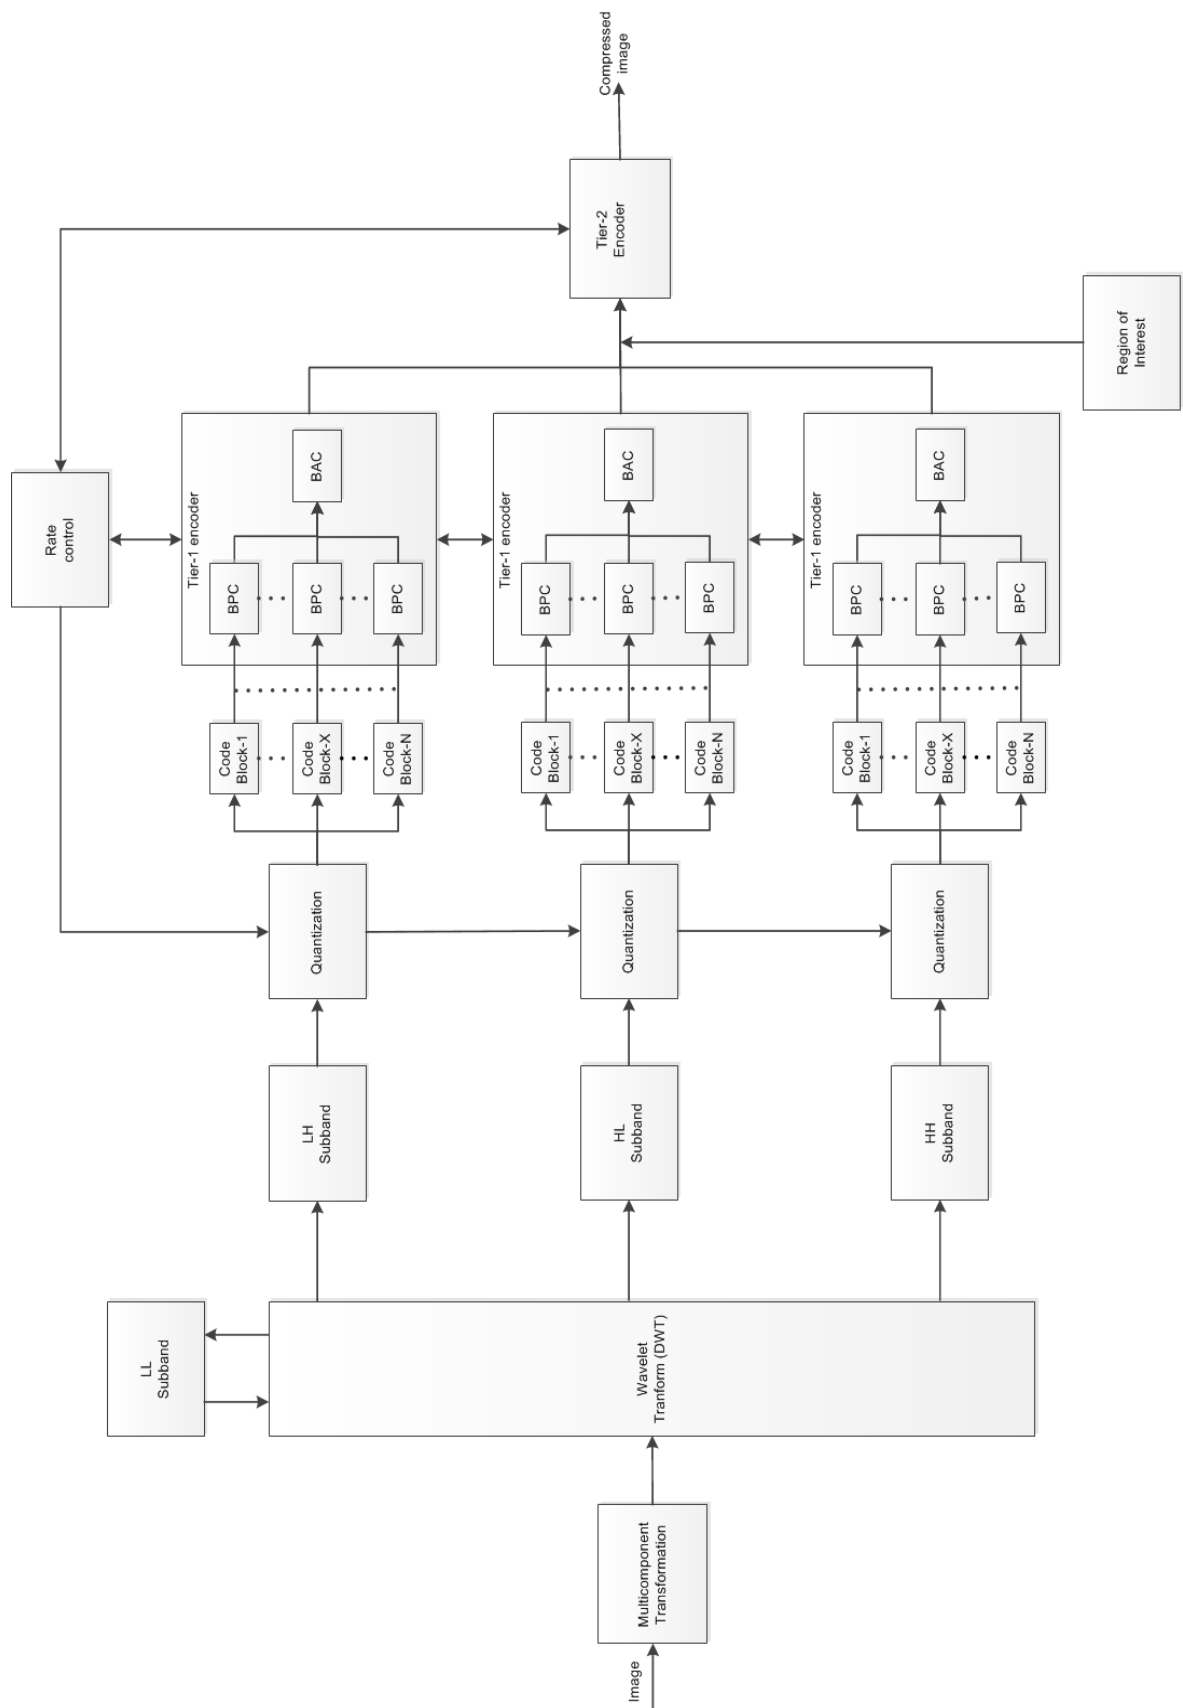 Image
Multicomponent
Transformation
Wavelet
Tranform (DWT)
LL
Subband
LH
Subband
HL
Subband
HH
Subband
Quantization
Quantization
Quantization
Code
Block-1
Code
Block-X
Code
Block-N
Code
Block-1
Code
Block-X
Code
Block-N
Code
Block-1
Code
Block-X
Code
Block-N
Rate
control
Tier-1 encoder
BPC
BPC
BPC
BAC
Tier-1 encoder
BPC
BPC
BPC
BAC
Tier-1 encoder
BPC
BPC
BPC
BAC
Region of
Interest
Tier-2
Encoder
Compressed
image